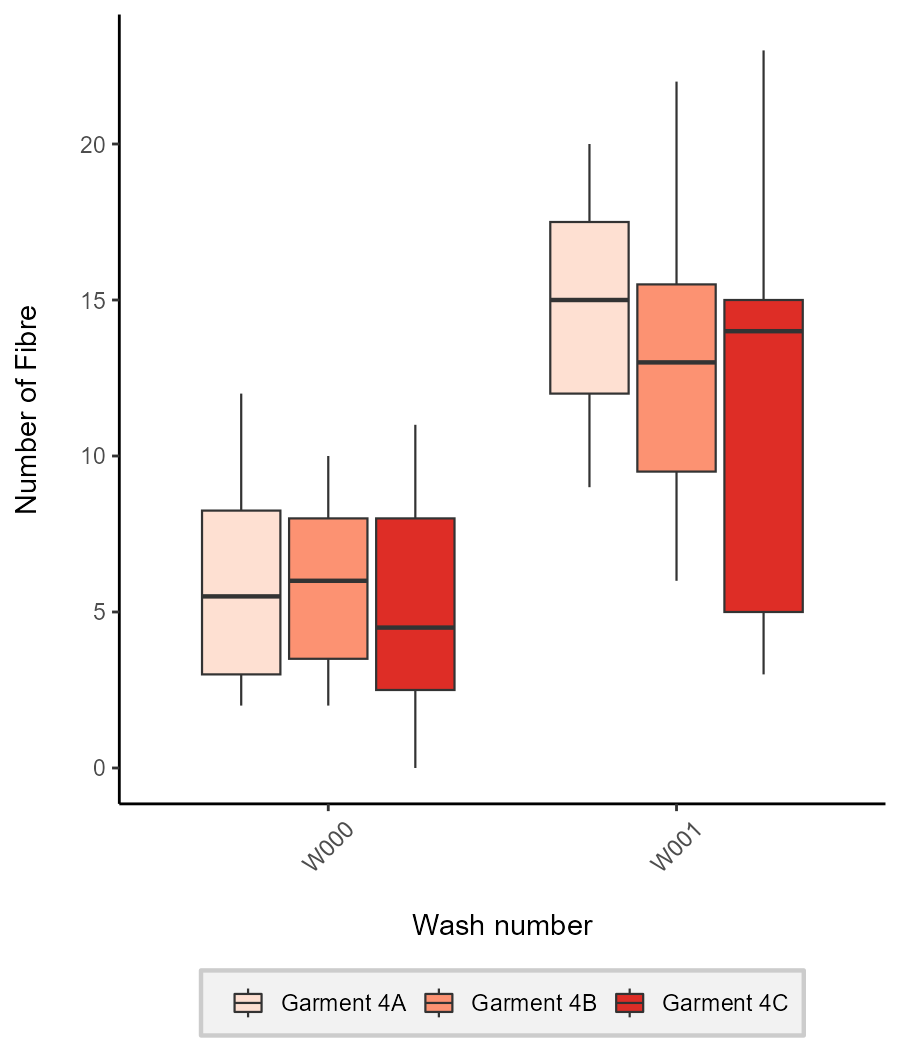 Number of Fibre
20
15
10
5
0
W000
W001
Wash number
Garment 4A
Garment 4B
Garment 4C